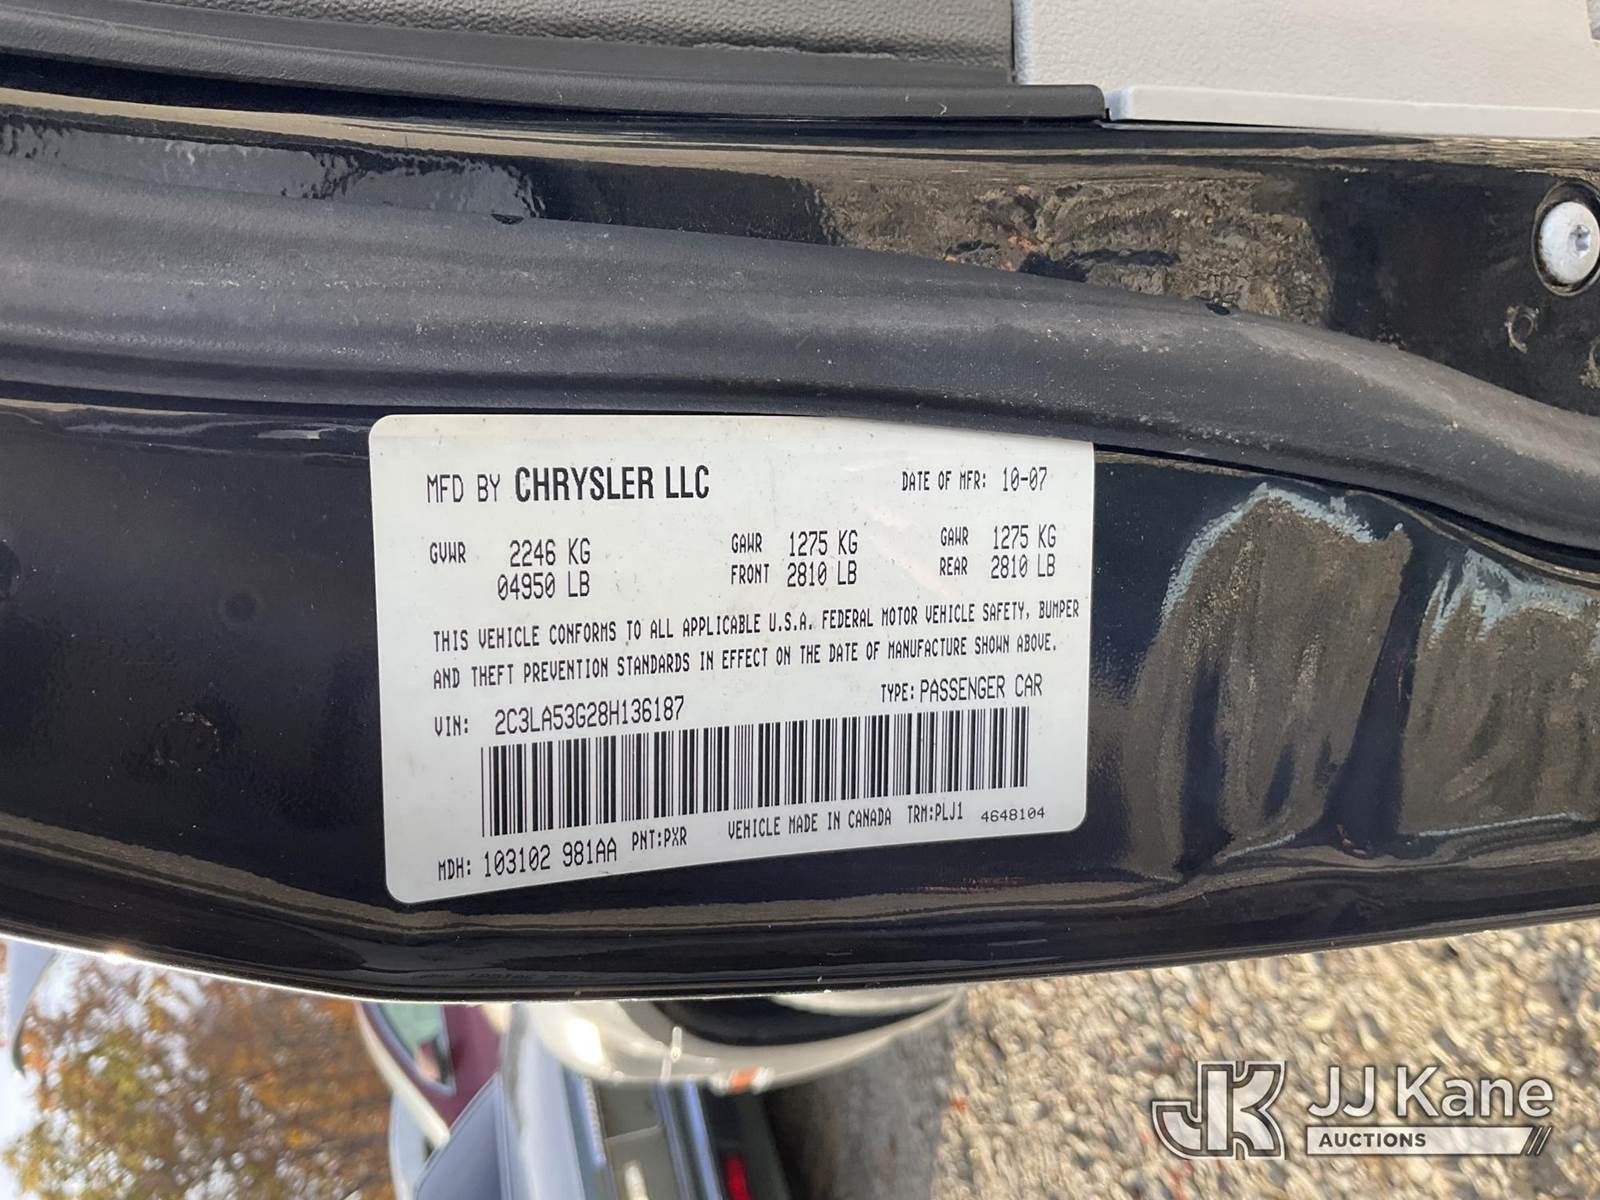 MFD BY CHRYSLER LLC DATE OF MFR: 10-07
GVWR 2246 KG GAWR 1275 KG GAWR 1275 KG
04950 LB FRONT 2810 LB REAR 2810 LB
THIS VEHICLE CONFORMS TO ALL APPLICABLE U.S.A. FEDERAL MOTOR VEHICLE SAFETY, BUMPER
AND THEFT PREVENTION STANDARDS IN EFFECT ON THE DATE OF MANUFACTURE SHOWN ABOVE.
VIN: 2C3LA53G28H136187 TYPE: PASSENGER CAR
MDH: 103102 981AA PNT:PXR VEHICLE MADE IN CANADA TRM:PLJ1 4648104
JK JJ Kane
AUCTIONS